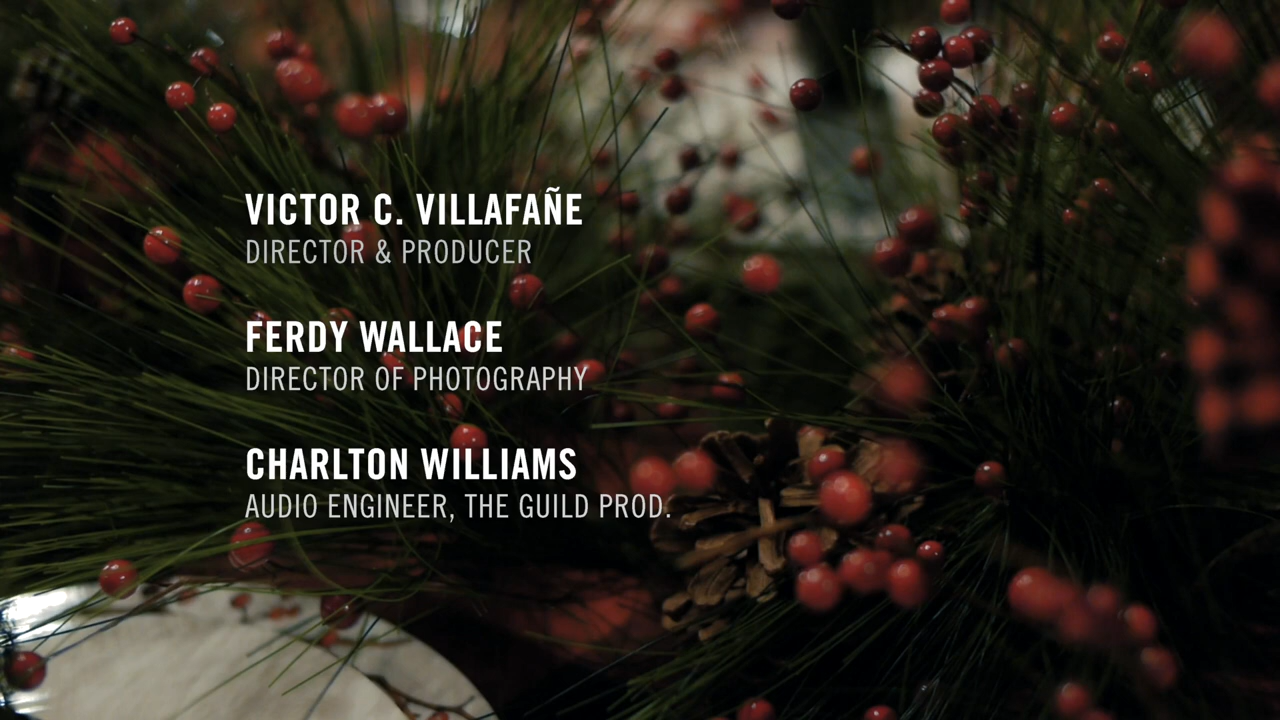 VICTOR C. VILLAFAÑE
DIRECTOR & PRODUCER
FERDY WALLACE
DIRECTOR OF PHOTOGRAPHY
CHARLTON WILLIAMS
AUDIO ENGINEER, THE GUILD PROD.